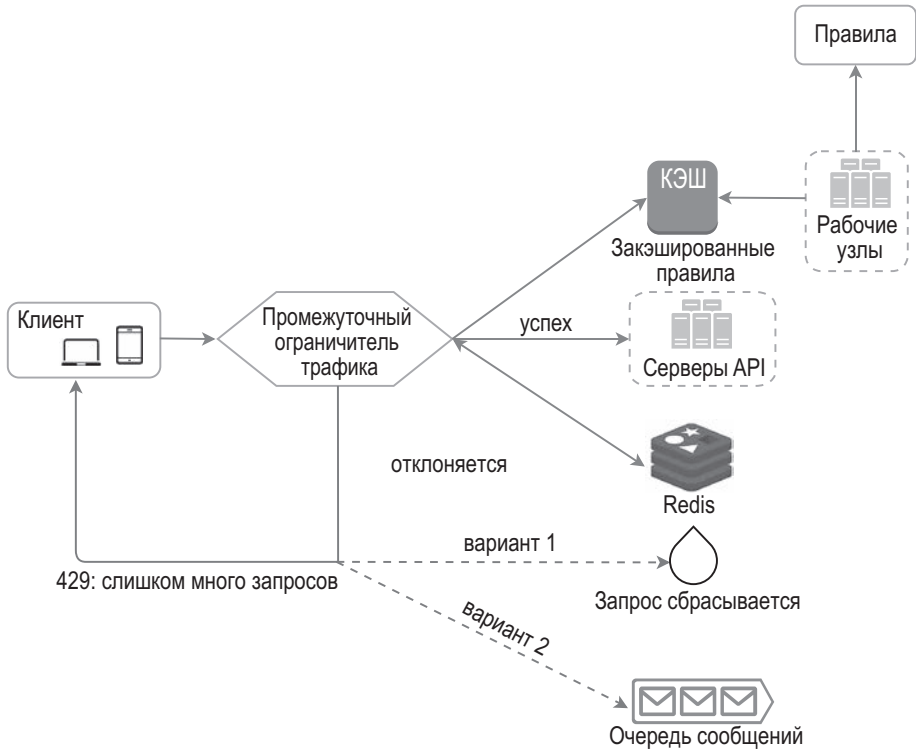 Правила
КЭШ
Рабочие
узлы
Закэшированные
правила
Клиент
Промежуточный
ограничитель
трафика
успех
Серверы API
отклоняется
Redis
вариант 1
429: слишком много запросов
Запрос сбрасывается
вариант 2
Очередь сообщений